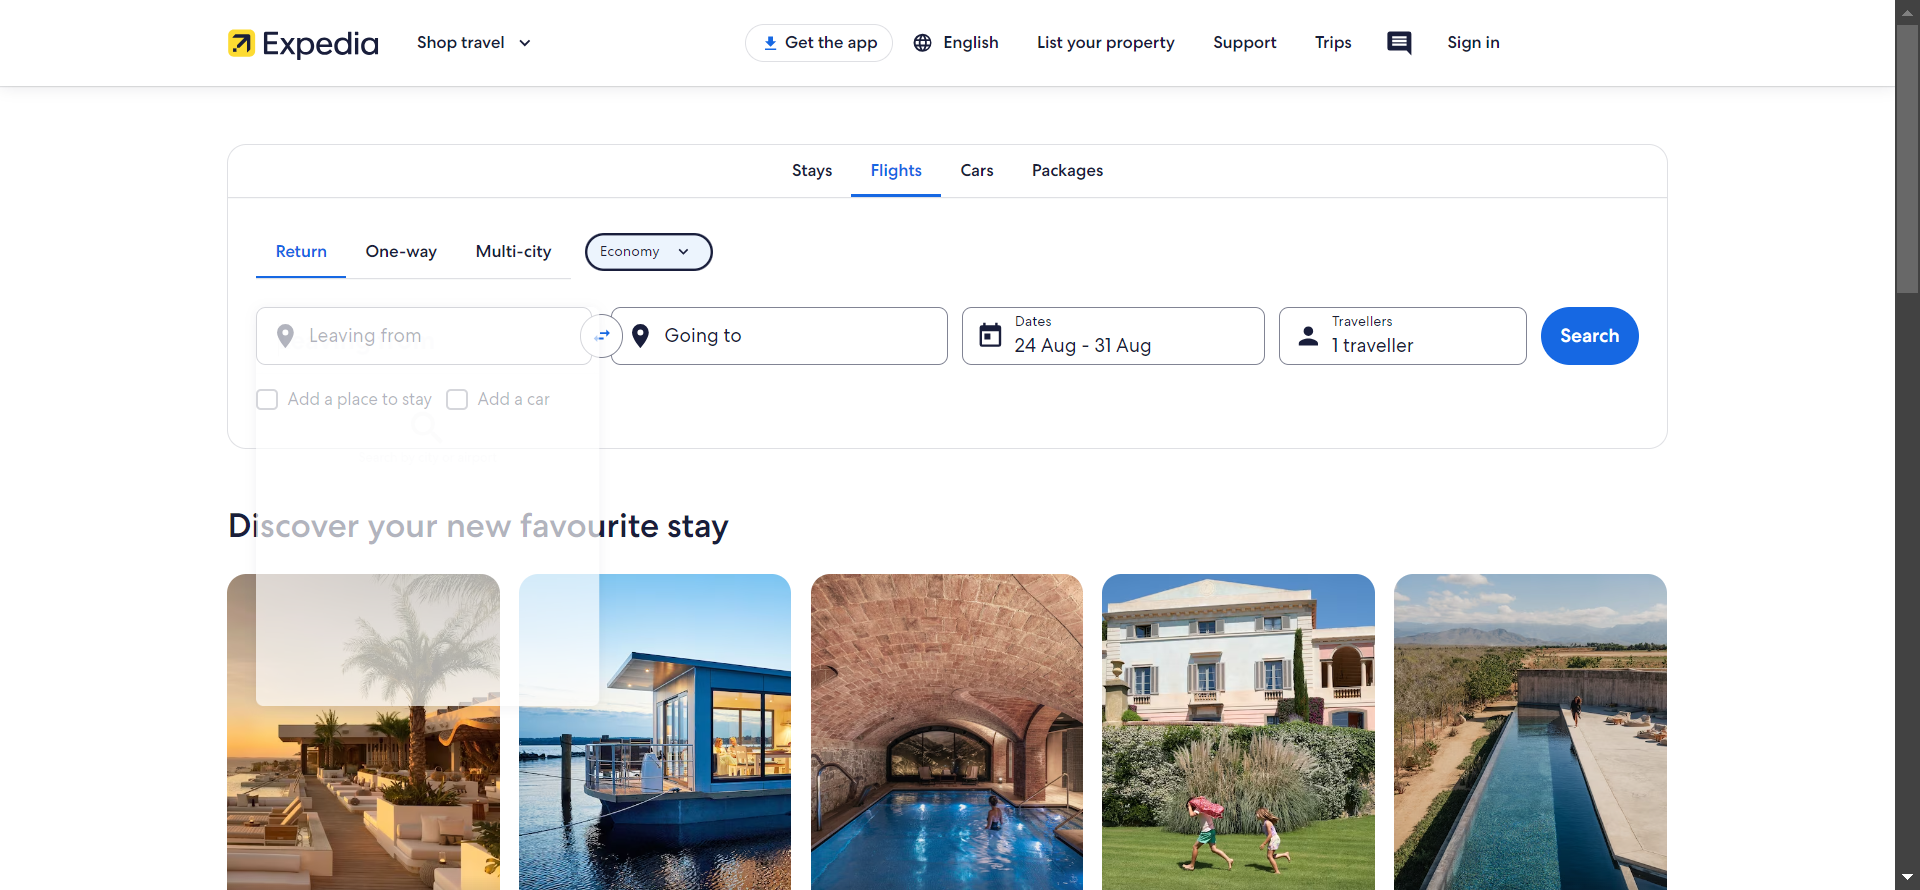 Expedia
Shop travel
Get the app
English
List your property
Support
Trips
Sign in
Stays
Flights
Cars
Packages
Return
One-way
Multi-city
Economy
Leaving from
Going to
Dates
24 Aug - 31 Aug
Travellers
1 traveller
Search
Add a place to stay
Add a car
Discover your new favourite stay